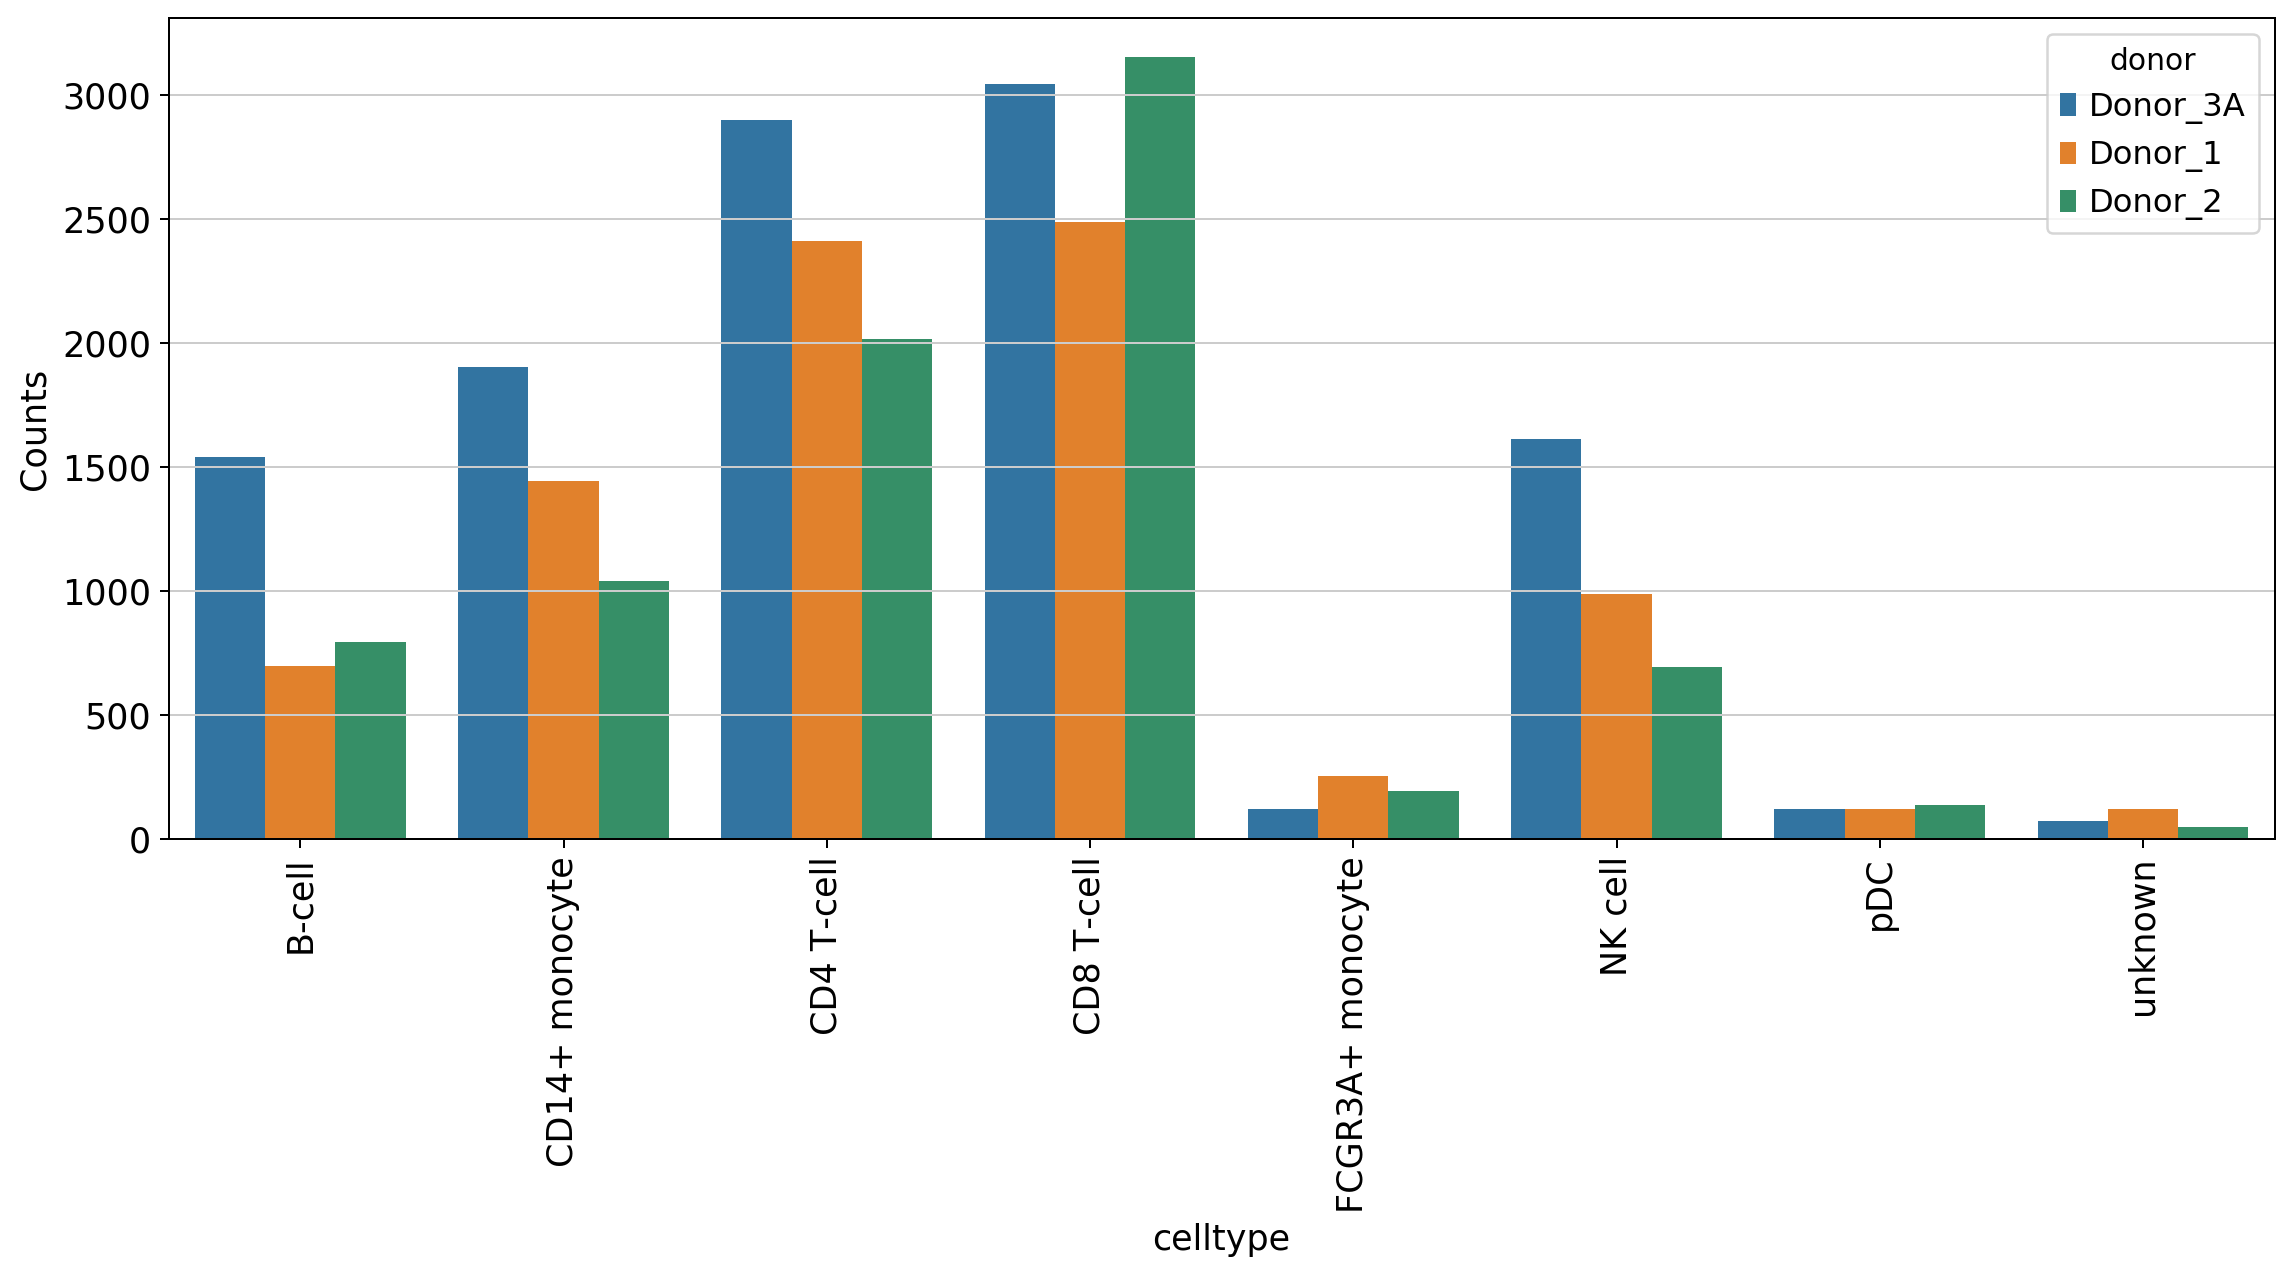 donor
Donor_3A
Donor_1
Donor_2
Counts
3000
2500
2000
1500
1000
500
0
B-cell
CD14+ monocyte
CD4 T-cell
CD8 T-cell
FCGR3A+ monocyte
NK cell
pDC
unknown
celltype